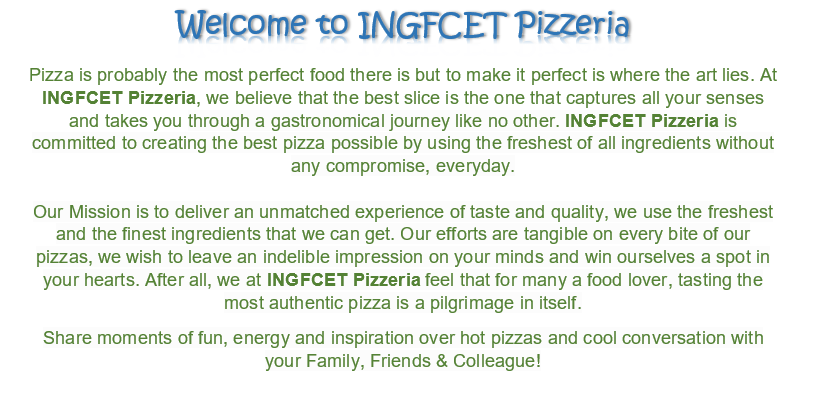 Welcome to INGFCET Pizzeria
Pizza is probably the most perfect food there is but to make it perfect is where the art lies. At
INGFCET Pizzeria, we believe that the best slice is the one that captures all your senses
and takes you through a gastronomical journey like no other. INGFCET Pizzeria is
committed to creating the best pizza possible by using the freshest of all ingredients without
any compromise, everyday.
Our Mission is to deliver an unmatched experience of taste and quality, we use the freshest
and the finest ingredients that we can get. Our efforts are tangible on every bite of our
pizzas, we wish to leave an indelible impression on your minds and win ourselves a spot in
your hearts. After all, we at INGFCET Pizzeria feel that for many a food lover, tasting the
most authentic pizza is a pilgrimage in itself.
Share moments of fun, energy and inspiration over hot pizzas and cool conversation with
your Family, Friends & Colleague!